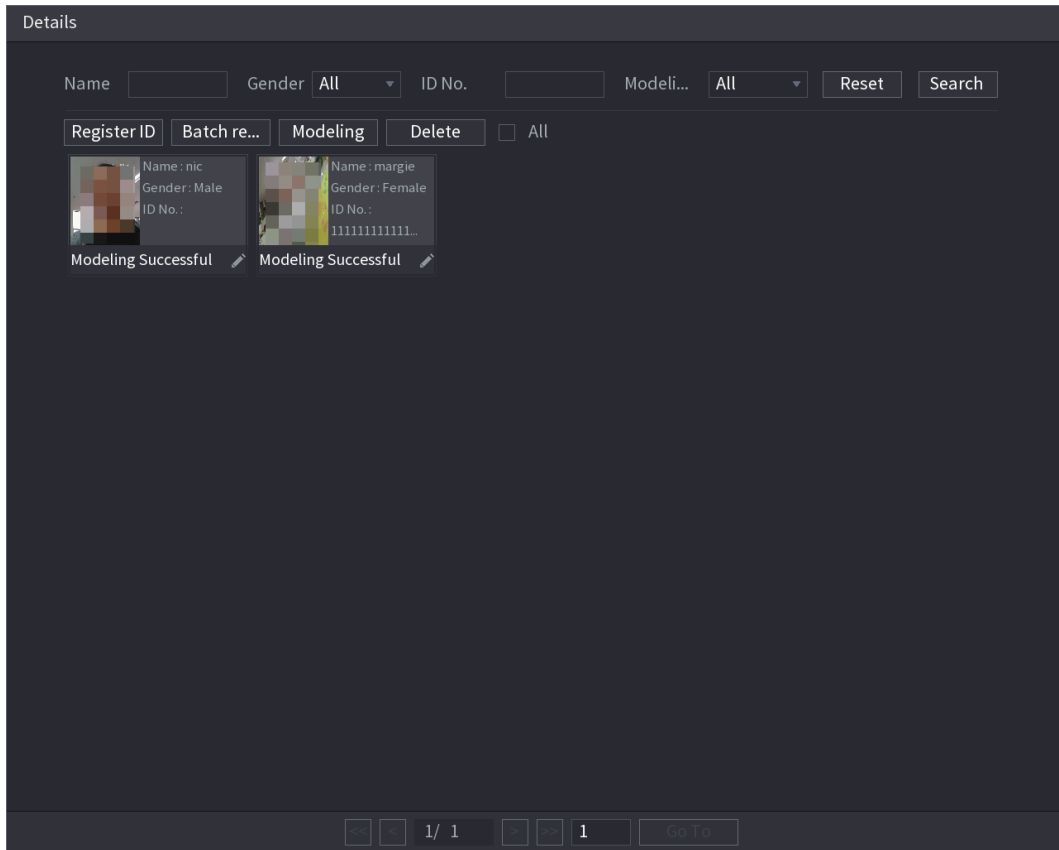 Details
Name Gender All ID No. Modeli... All Reset Search
Register ID Batch re... Modeling Delete All
Name : nic
Gender : Male
ID No. :
Modeling Successful
Name : margie
Gender : Female
ID No. :
111111111111...
Modeling Successful
<< < 1/ 1 > >> 1 Go To